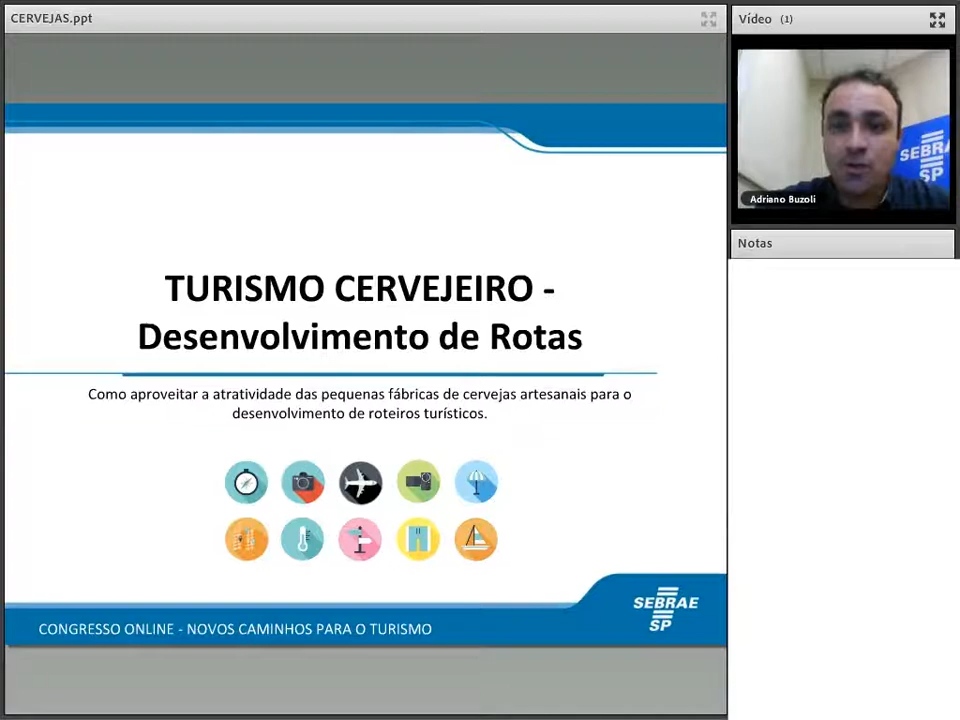 CERVEJAS.ppt
TURISMO CERVEJEIRO -
Desenvolvimento de Rotas
Como aproveitar a atratividade das pequenas fábricas de cervejas artesanais para o
desenvolvimento de roteiros turísticos.
SEBRAE
SP
CONGRESSO ONLINE - NOVOS CAMINHOS PARA O TURISMO
Vídeo (1)
SEBRA
SP
Adriano Buzoli
Notas